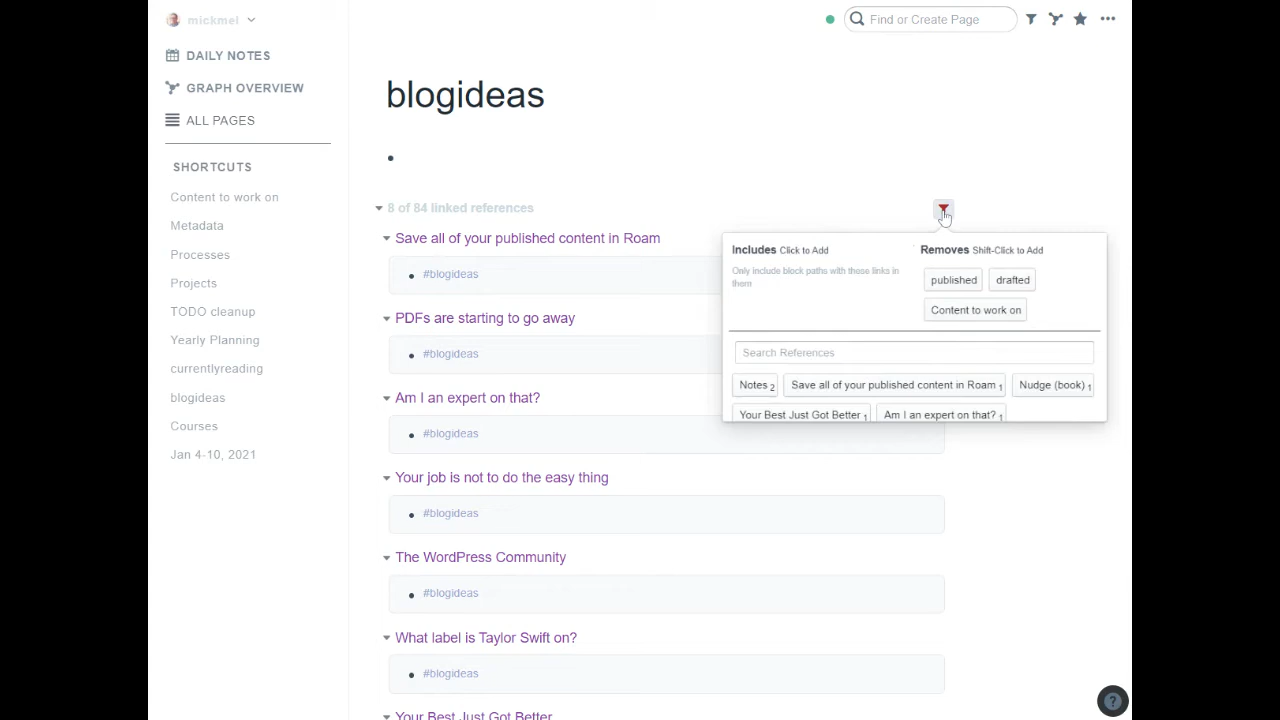 mickmel
Find or Create Page
DAILY NOTES
GRAPH OVERVIEW
ALL PAGES
SHORTCUTS
Content to work on
Metadata
Processes
Projects
TODO cleanup
Yearly Planning
currentlyreading
blogideas
Courses
Jan 4-10, 2021
blogideas
8 of 84 linked references
Save all of your published content in Roam
#blogideas
PDFs are starting to go away
#blogideas
Am I an expert on that?
#blogideas
Your job is not to do the easy thing
#blogideas
The WordPress Community
#blogideas
What label is Taylor Swift on?
#blogideas
Your Best Just Got Better
Includes Click to Add
Only include block paths with these links in
them
Removes Shift-Click to Add
published drafted
Content to work on
Search References
Notes 2 Save all of your published content in Roam 1 Nudge (book) 1
Your Best Just Got Better 1 Am I an expert on that? 1
?